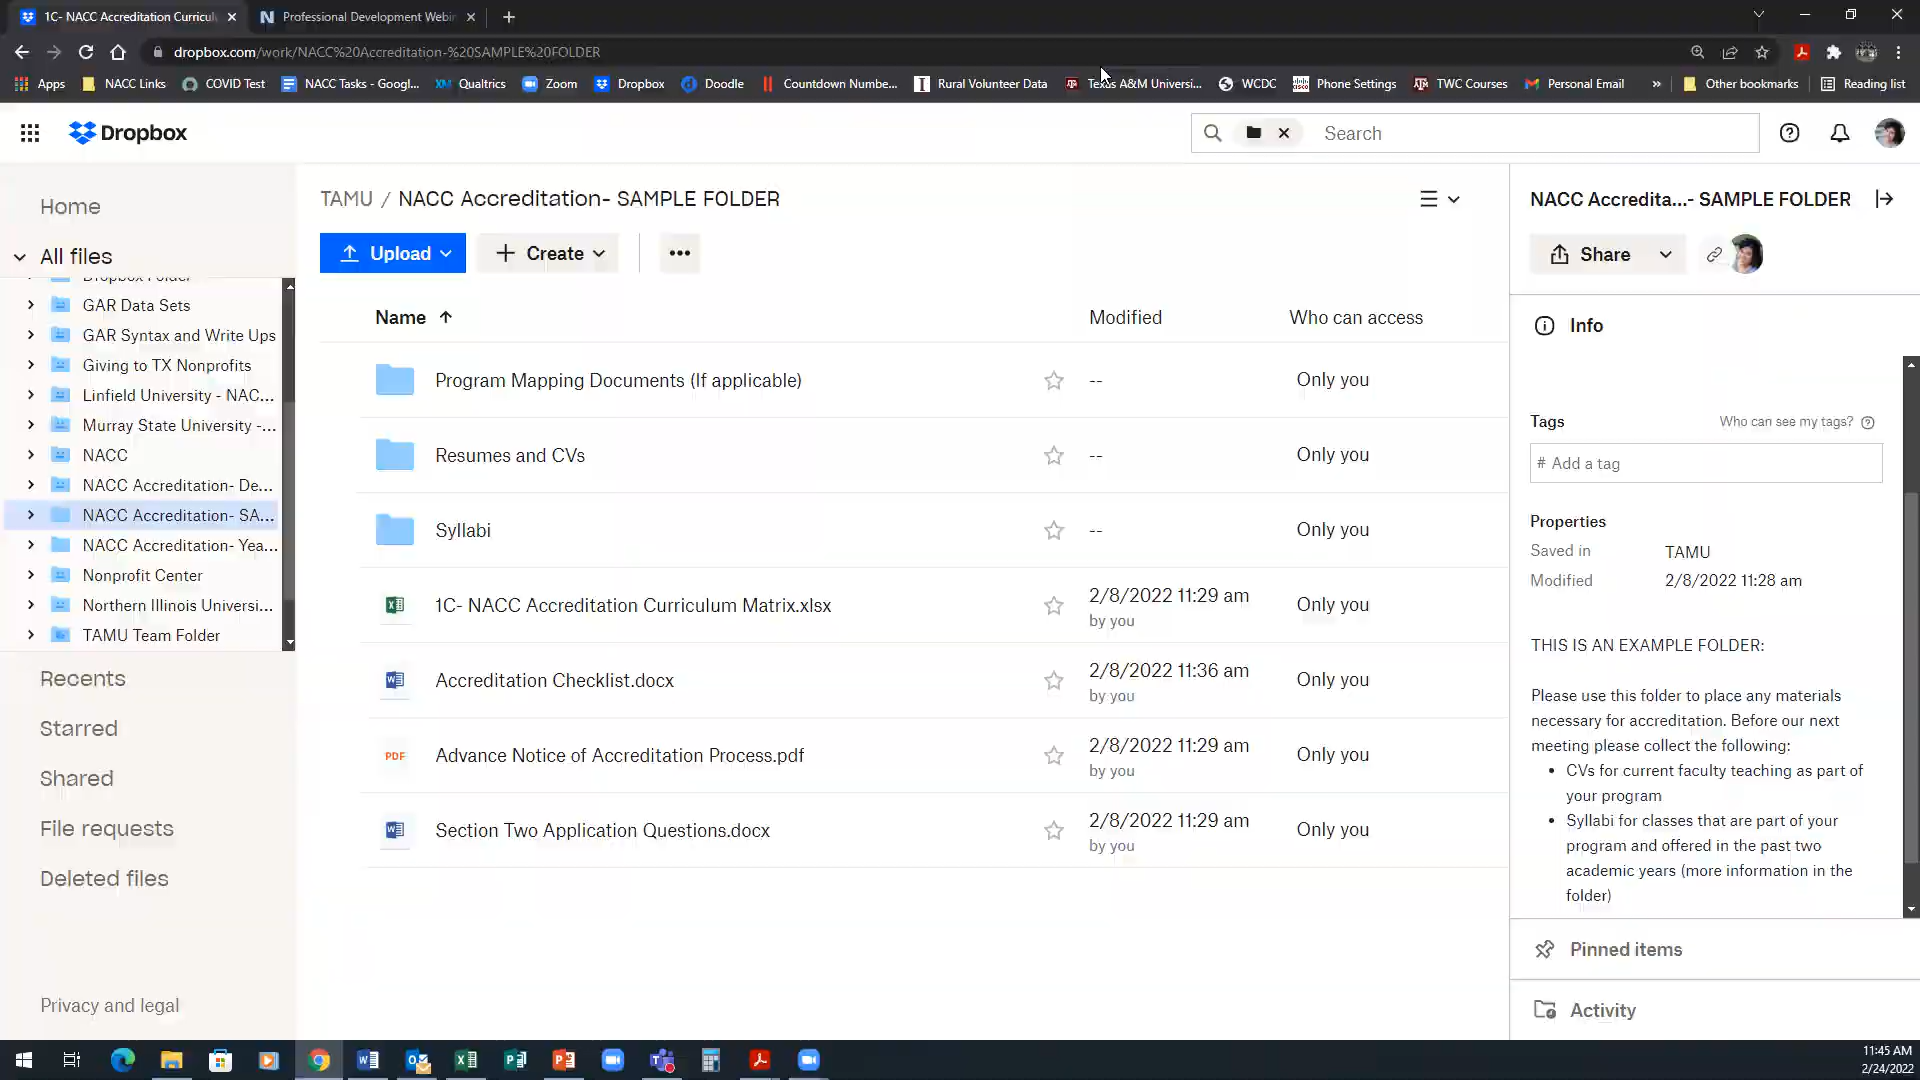 1C- NACC Accreditation Curricul
Professional Development Webin
dropbox.com/work/NACC%20Accreditation-%20SAMPLE%20FOLDER
Apps
NACC Links
COVID Test
NACC Tasks - Googl...
Qualtrics
Zoom
Dropbox
Doodle
Countdown Numbe...
Rural Volunteer Data
Texas A&M Universi...
WCDC
Phone Settings
TWC Courses
Personal Email
»
Other bookmarks
Reading list
Dropbox
Search
Home
All files
Dropbox Folder
GAR Data Sets
GAR Syntax and Write Ups
Giving to TX Nonprofits
Linfield University - NAC...
Murray State University -...
NACC
NACC Accreditation- De...
NACC Accreditation- SA...
NACC Accreditation- Yea...
Nonprofit Center
Northern Illinois Universi...
TAMU Team Folder
Recents
Starred
Shared
File requests
Deleted files
Privacy and legal
TAMU / NACC Accreditation- SAMPLE FOLDER
Upload
Create
Name
Modified
Who can access
Program Mapping Documents (If applicable)
--
Only you
Resumes and CVs
--
Only you
Syllabi
--
Only you
1C- NACC Accreditation Curriculum Matrix.xlsx
2/8/2022 11:29 am
by you
Only you
Accreditation Checklist.docx
2/8/2022 11:36 am
by you
Only you
PDF
Advance Notice of Accreditation Process.pdf
2/8/2022 11:29 am
by you
Only you
Section Two Application Questions.docx
2/8/2022 11:29 am
by you
Only you
NACC Accredita...- SAMPLE FOLDER
Share
Info
Tags
Who can see my tags?
# Add a tag
Properties
Saved in
TAMU
Modified
2/8/2022 11:28 am
THIS IS AN EXAMPLE FOLDER:
Please use this folder to place any materials
necessary for accreditation. Before our next
meeting please collect the following:
• CVs for current faculty teaching as part of
your program
• Syllabi for classes that are part of your
program and offered in the past two
academic years (more information in the
folder)
Pinned items
Activity
11:45 AM
2/24/2022